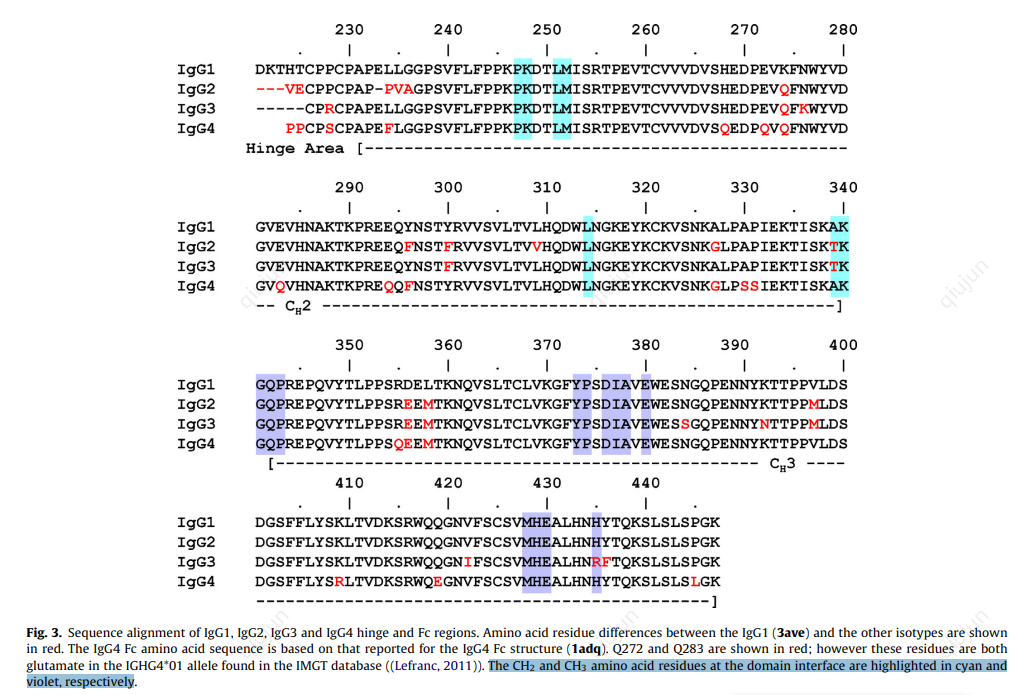 230 240 250 260 270 280
IgG1 DKTHTCPPCPAPELLGGPSVFLFPPKPKDTLMISRTPEVTCVVVDVSHEDPEVKFNWYVD
IgG2 ---VECPPCPAP-PVAGPSVFLFPPKPKDTLMISRTPEVTCVVVDVSHEDPEVQFNWYVD
IgG3 -----CPRCPAPELLGGPSVFLFPPKPKDTLMISRTPEVTCVVVDVSHEDPEVQFKWYVD
IgG4 PPCPSCPAPEFLGGPSVFLFPPKPKDTLMISRTPEVTCVVVDVSQEDPQVQFNWYVD
Hinge Area [-------------------------------------------------
290 300 310 320 330 340
IgG1 GVEVHNAKTKPREEQYNSTYRVVSVLTVLHQDWLNGKEYKCKVSNKALPAPIEKTISKAK
IgG2 GVEVHNAKTKPREEQFNSTFRVVSVLTVVHQDWLNGKEYKCKVSNKGLPAPIEKTISKTK
IgG3 GVEVHNAKTKPREEQYNSTFRVVSVLTVLHQDWLNGKEYKCKVSNKALPAPIEKTISKTK
IgG4 GVQVHNAKTKPREQQFNSTYRVVSVLTVLHQDWLNGKEYKCKVSNKGLPSSIEKTISKAK
-- CH2 ----------------------------------------------------]
350 360 370 380 390 400
IgG1 GQPREPQVYTLPPSRDELTKNQVSLTCLVKGFYPSDIAVEWESNGQPENNYKTTPPVLDS
IgG2 GQPREPQVYTLPPSREEMTKNQVSLTCLVKGFYPSDIAVEWESNGQPENNYKTTPPMLDS
IgG3 GQPREPQVYTLPPSREEMTKNQVSLTCLVKGFYPSDIAVEWESSGQPENNYNTTPPMLDS
IgG4 GQPREPQVYTLPPSQEEMTKNQVSLTCLVKGFYPSDIAVEWESNGQPENNYKTTPPVLDS
[------------------------------------------------- CH3 ----
410 420 430 440
IgG1 DGSFFLYSKLTVDKSRWQQGNVFSCSVMHEALHNHYTQKSLSLSPGK
IgG2 DGSFFLYSKLTVDKSRWQQGNVFSCSVMHEALHNHYTQKSLSLSPGK
IgG3 DGSFFLYSKLTVDKSRWQQGNIFSCSVMHEALHNRFTQKSLSLSPGK
IgG4 DGSFFLYSRLTVDKSRWQEGNVFSCSVMHEALHNHYTQKSLSLSLGK
----------------------------------------------]
Fig. 3. Sequence alignment of IgG1, IgG2, IgG3 and IgG4 hinge and Fc regions. Amino acid residue differences between the IgG1 (3ave) and the other isotypes are shown
in red. The IgG4 Fc amino acid sequence is based on that reported for the IgG4 Fc structure (1adq). Q272 and Q283 are shown in red; however these residues are both
glutamate in the IGHG4*01 allele found in the IMGT database ((Lefranc, 2011)). The CH2 and CH3 amino acid residues at the domain interface are highlighted in cyan and
violet, respectively.
qiujun
qiujun